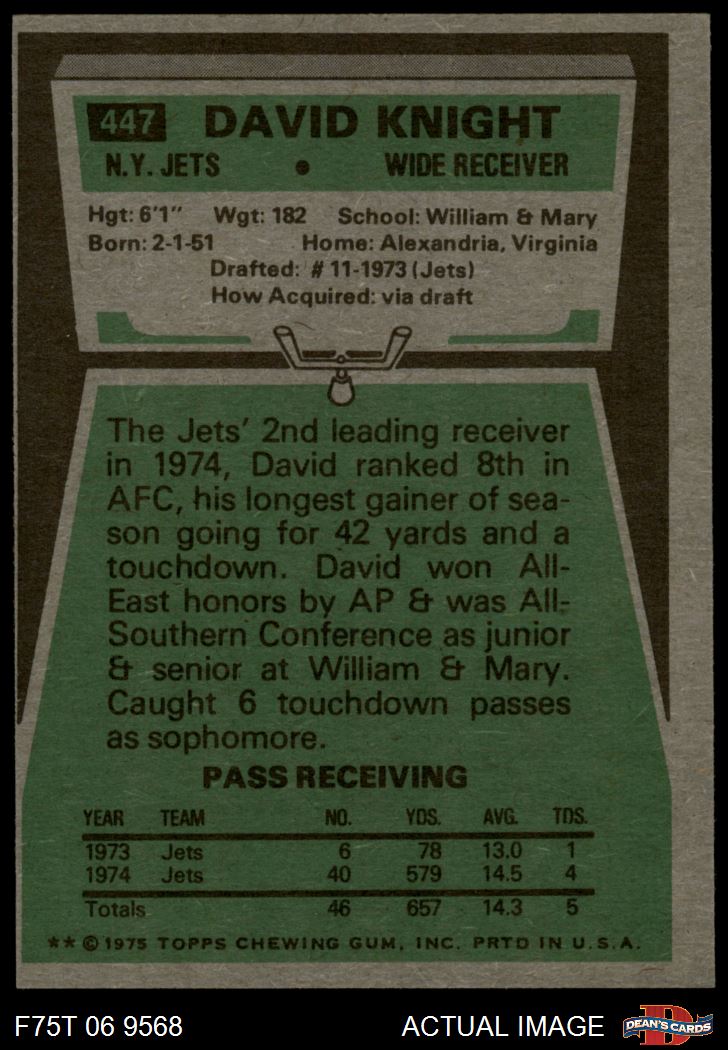 447 DAVID KNIGHT
N.Y. JETS • WIDE RECEIVER
Hgt: 6'1" Wgt: 182 School: William & Mary
Born: 2-1-51 Home: Alexandria, Virginia
Drafted: # 11-1973 (Jets)
How Acquired: via draft
The Jets' 2nd leading receiver
in 1974, David ranked 8th in
AFC, his longest gainer of sea-
son going for 42 yards and a
touchdown. David won All-
East honors by AP & was All-
Southern Conference as junior
& senior at William & Mary.
Caught 6 touchdown passes
as sophomore.
PASS RECEIVING
YEAR TEAM NO. YDS. AVG. TDS.
1973 Jets 6 78 13.0 1
1974 Jets 40 579 14.5 4
Totals 46 657 14.3 5
** © 1975 TOPPS CHEWING GUM, INC. PRTD IN U.S.A.
F75T 06 9568 ACTUAL IMAGE D DEAN'S CARDS